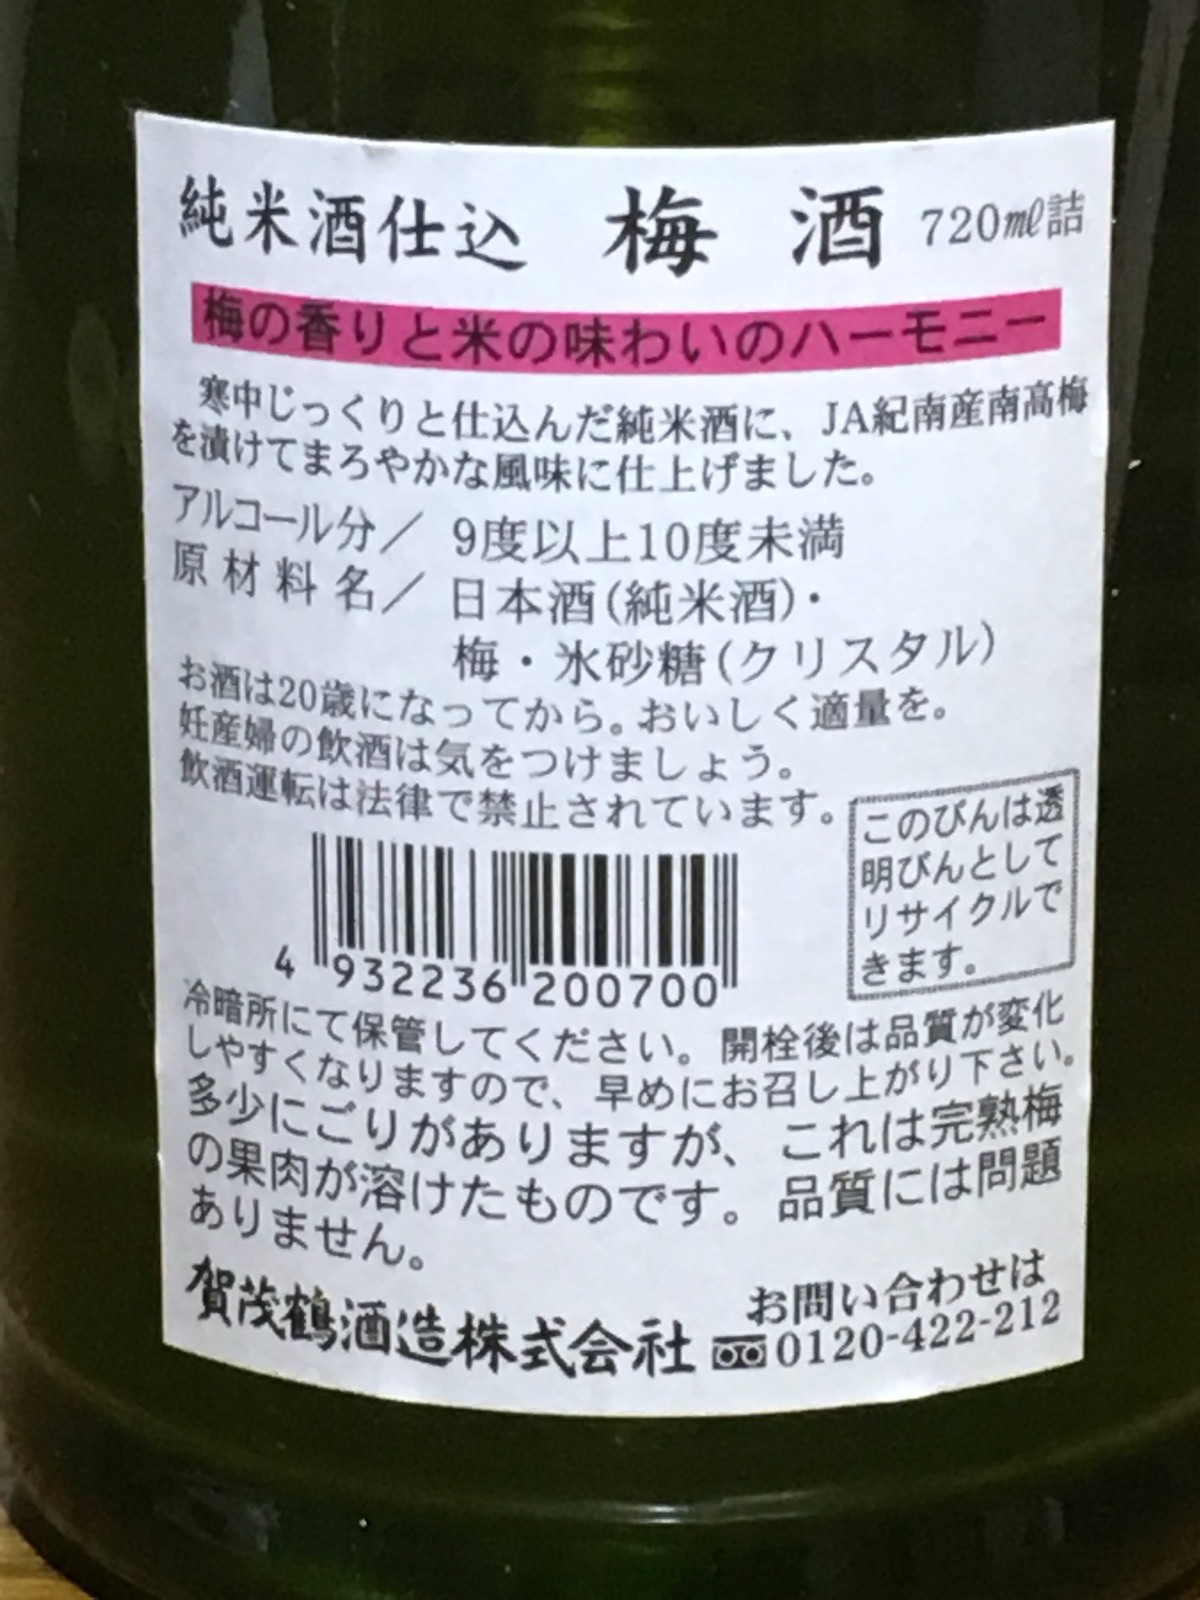 純米酒仕込 梅酒 720ml詰
梅の香りと米の味わいのハーモニー
寒中じっくりと仕込んだ純米酒に、JA紀南産南高梅
を漬けてまろやかな風味に仕上げました。
アルコール分／ 9度以上10度未満
原材料名／ 日本酒(純米酒)・
梅・氷砂糖(クリスタル)
お酒は20歳になってから。おいしく適量を。
妊産婦の飲酒は気をつけましょう。
飲酒運転は法律で禁止されています。
このびんは透
明びんとして
リサイクルで
きます。
4 932236 200700
冷暗所にて保管してください。開栓後は品質が変化
しやすくなりますので、早めにお召し上がり下さい。
多少にごりがありますが、これは完熟梅
の果肉が溶けたものです。品質には問題
ありません。
賀茂鶴酒造株式会社
お問い合わせは
0120-422-212